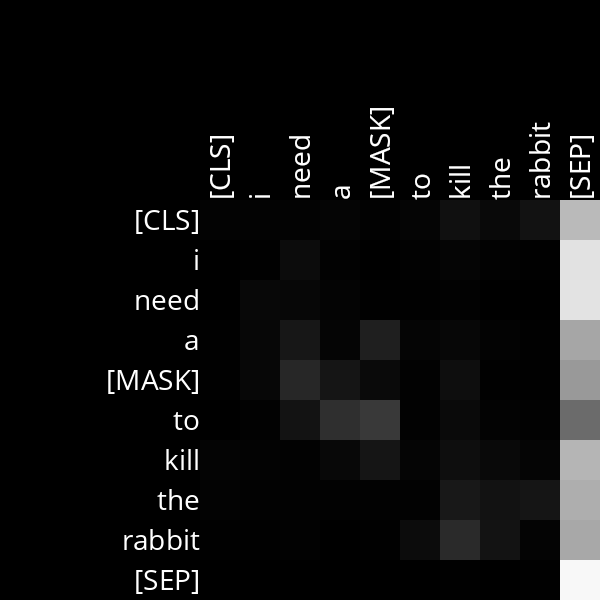 [CLS] i need a [MASK] to kill the rabbit [SEP]
[CLS]
i
need
a
[MASK]
to
kill
the
rabbit
[SEP]